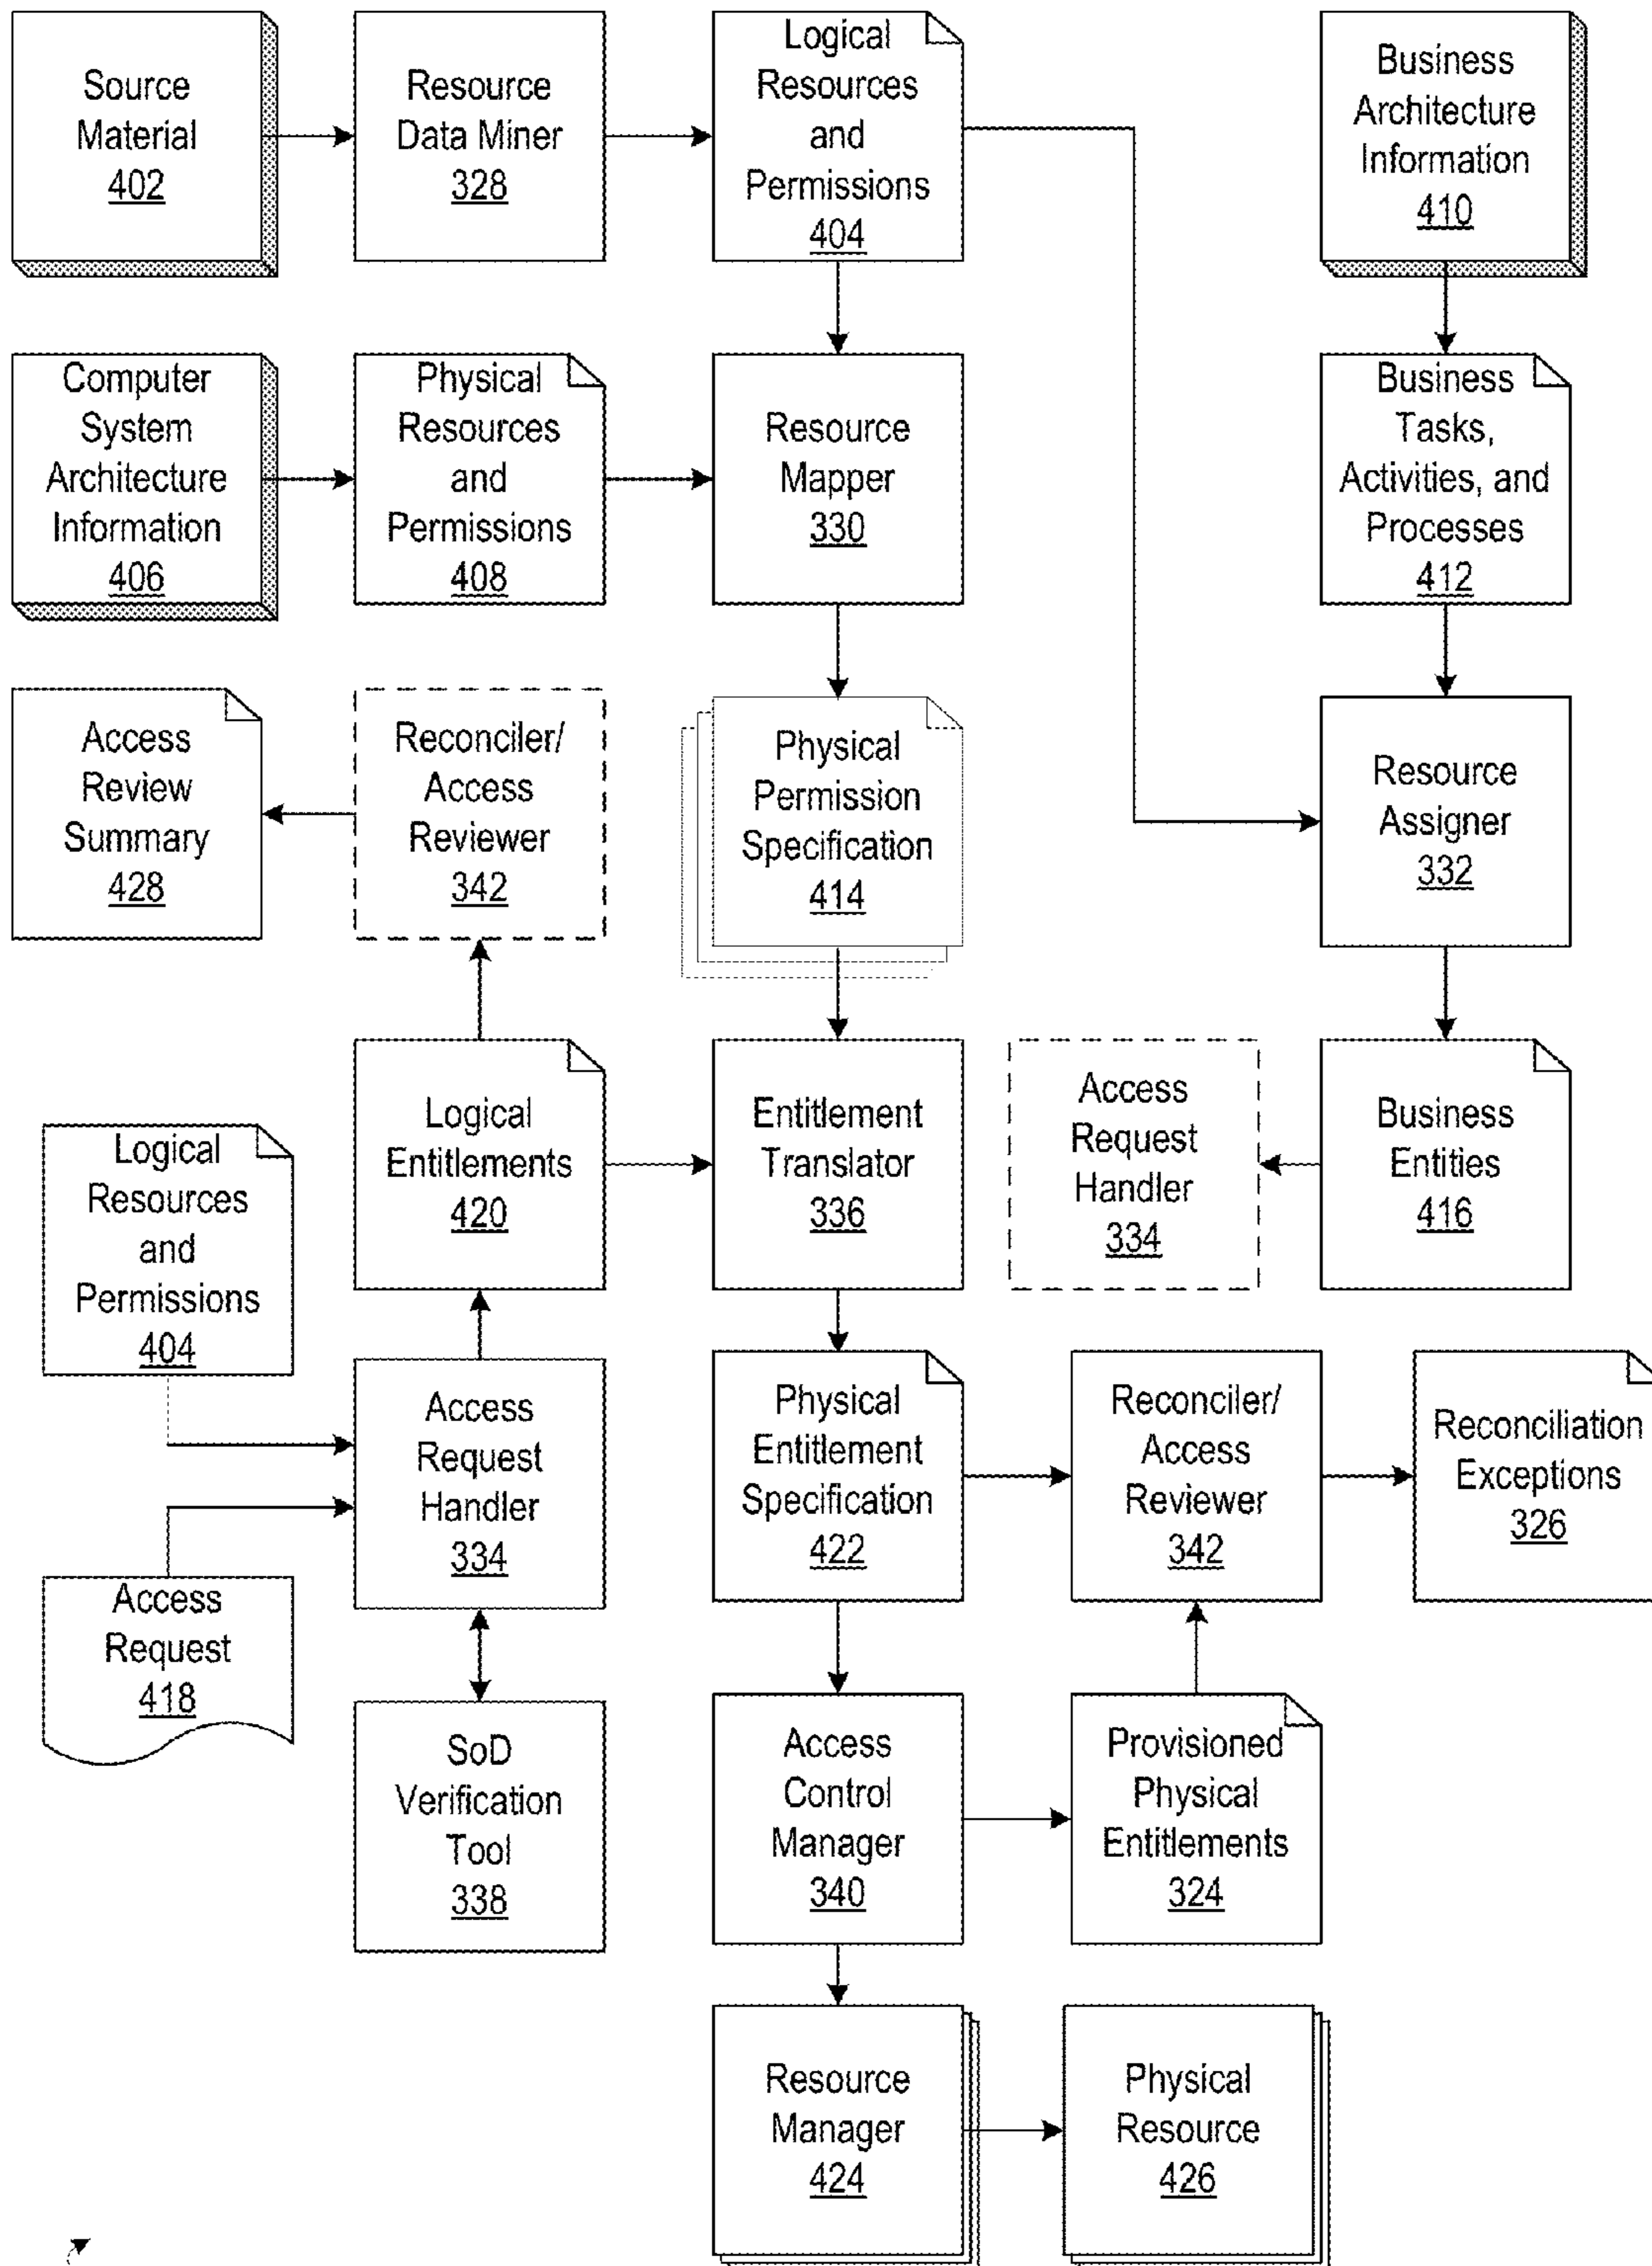 Source
Material
402
Resource
Data Miner
328
Logical
Resources
and
Permissions
404
Business
Architecture
Information
410
Computer
System
Architecture
Information
406
Physical
Resources
and
Permissions
408
Resource
Mapper
330
Business
Tasks,
Activities, and
Processes
412
Access
Review
Summary
428
Reconciler/
Access
Reviewer
342
Physical
Permission
Specification
414
Resource
Assigner
332
Logical
Resources
and
Permissions
404
Logical
Entitlements
420
Entitlement
Translator
336
Access
Request
Handler
334
Business
Entities
416
Access
Request
418
Access
Request
Handler
334
Physical
Entitlement
Specification
422
Reconciler/
Access
Reviewer
342
Reconciliation
Exceptions
326
SoD
Verification
Tool
338
Access
Control
Manager
340
Provisioned
Physical
Entitlements
324
Resource
Manager
424
Physical
Resource
426